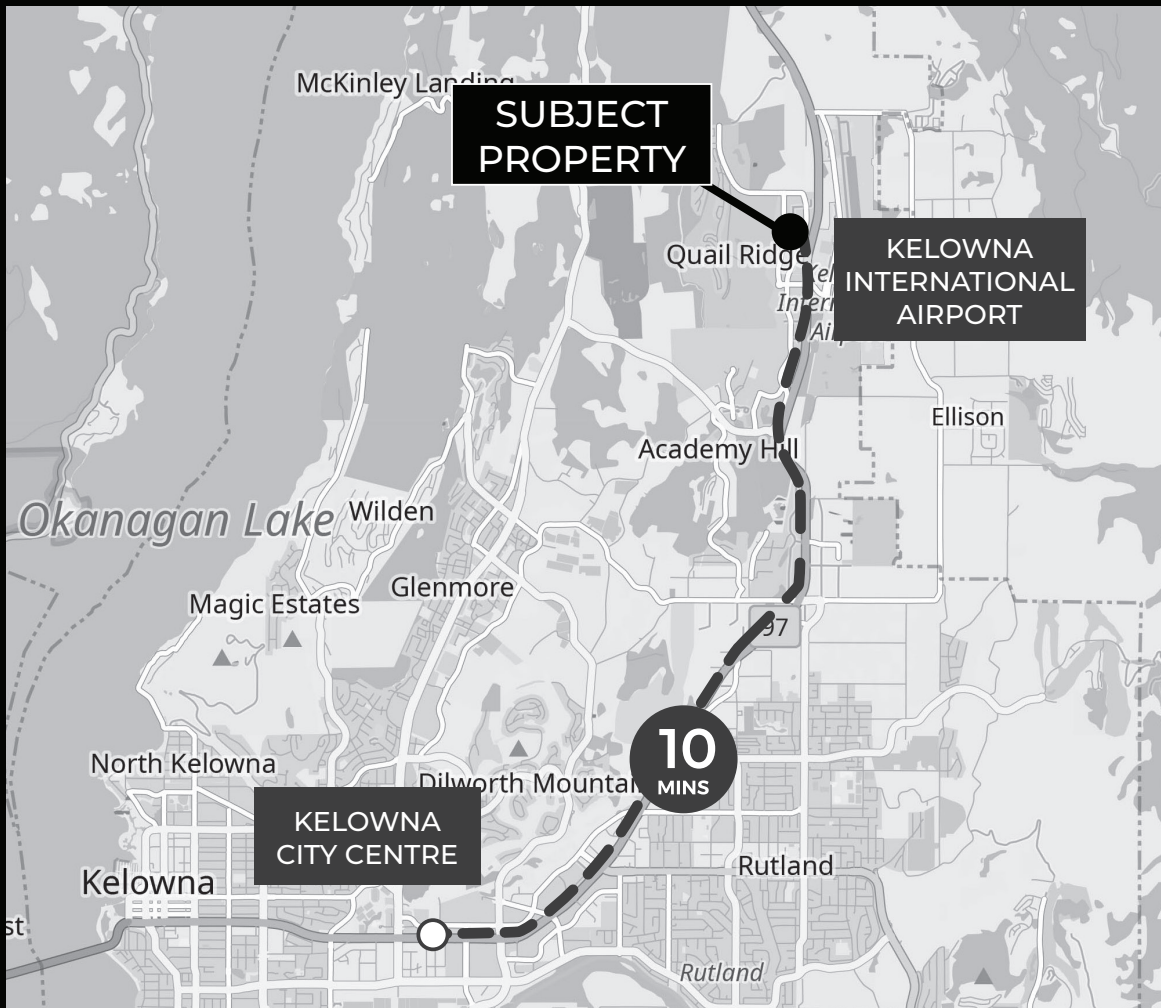 McKinley Landing
SUBJECT
PROPERTY
Quail Ridge
KELOWNA
INTERNATIONAL
AIRPORT
Ellison
Academy Hill
Okanagan Lake
Wilden
Glenmore
Magic Estates
97
10
MINS
North Kelowna
Dilworth Mountain
KELOWNA
CITY CENTRE
Rutland
Kelowna
st
Rutland